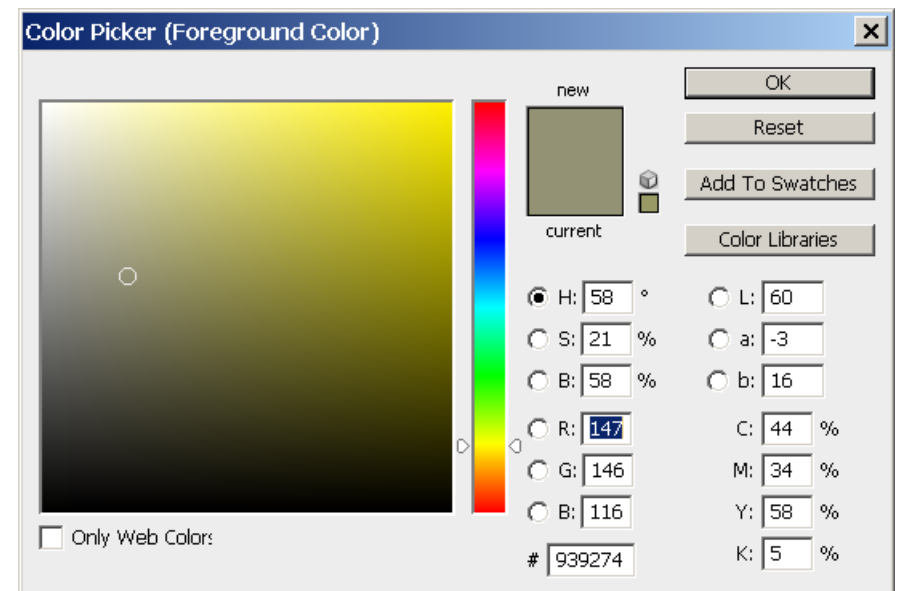 Color Picker (Foreground Color)
new
current
OK
Reset
Add To Swatches
Color Libraries
H: 58 °
S: 21 %
B: 58 %
R: 147
G: 146
B: 116
# 939274
L: 60
a: -3
b: 16
C: 44 %
M: 34 %
Y: 58 %
K: 5 %
Only Web Colors